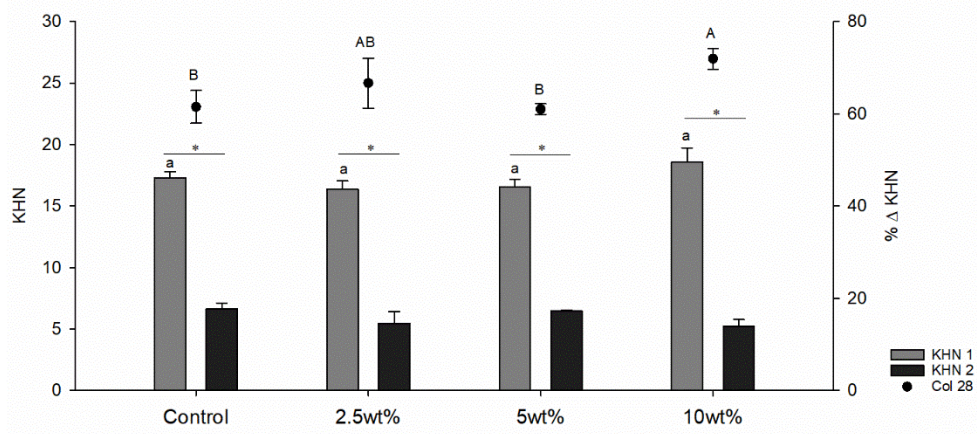 30
25
20
15
10
5
0
KHN
B
AB
B
A
*
*
*
*
a
a
a
a
80
60
40
20
0
% Δ KHN
Control
2.5wt%
5wt%
10wt%
KHN 1
KHN 2
Col 28